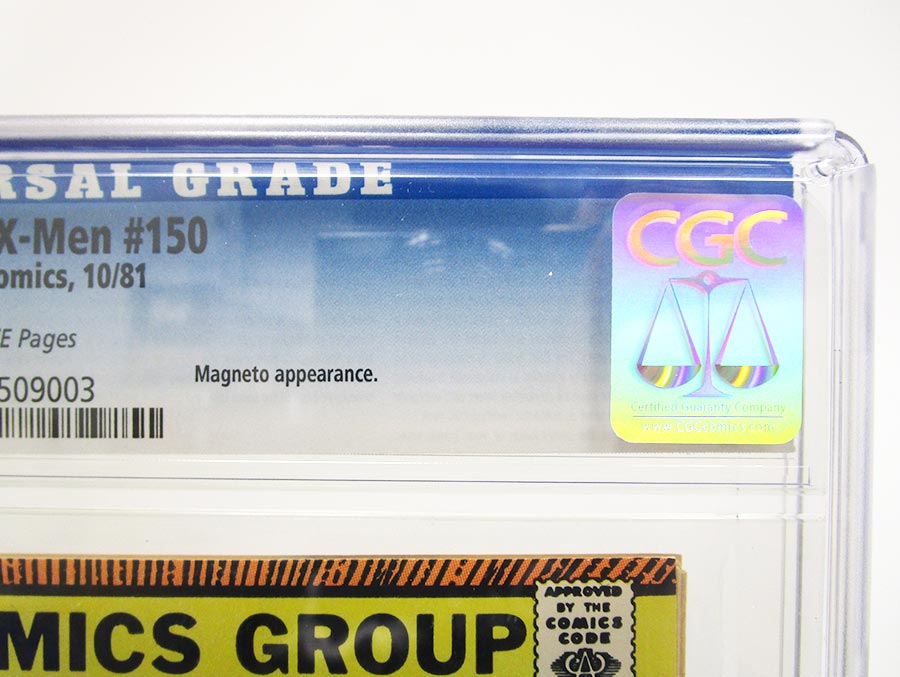 RSAL GRADE
X-Men #150
omics, 10/81
E Pages
509003
Magneto appearance.
CGC
Certified Guaranty Company
www.CGCcomics.com
MICS GROUP
APPROVED
BY THE
COMICS
CODE